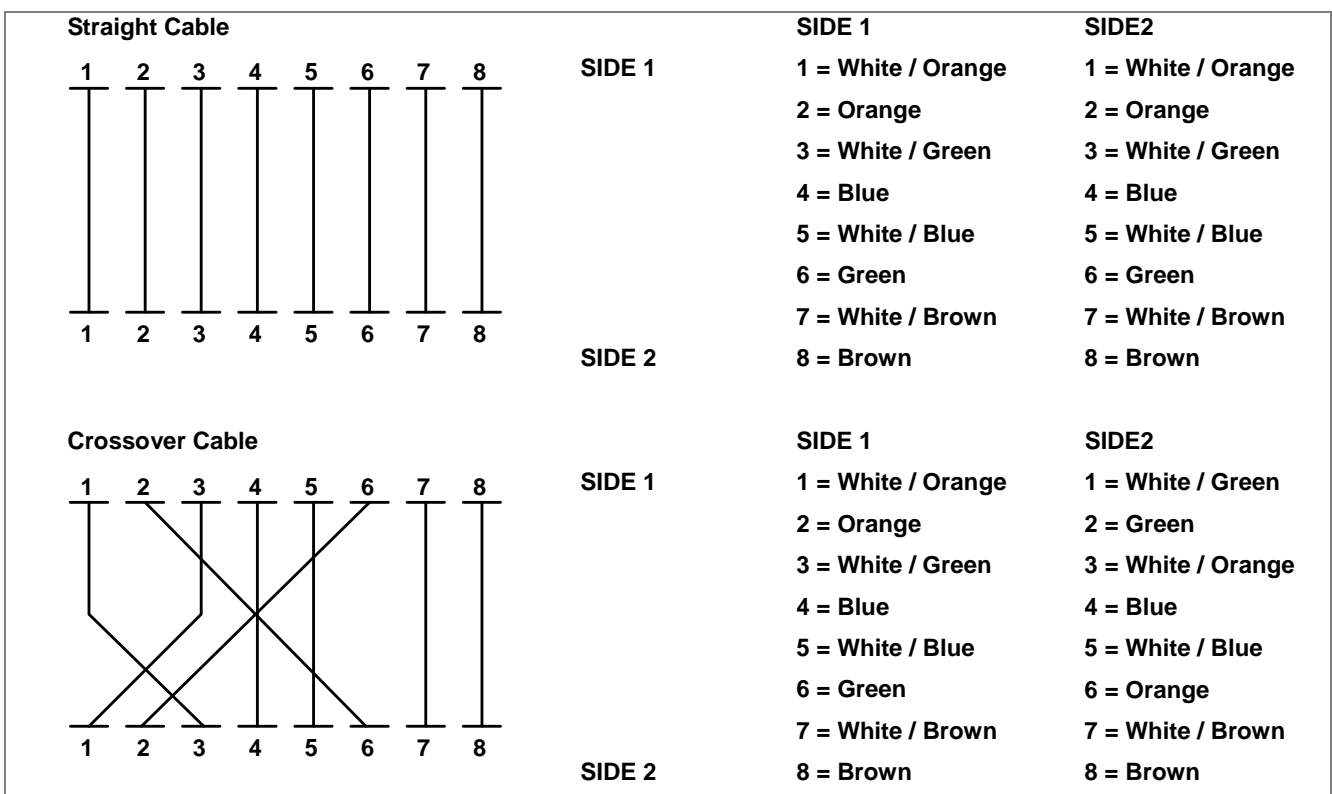 Straight Cable SIDE 1 SIDE2
1 2 3 4 5 6 7 8 SIDE 1 1 = White / Orange 1 = White / Orange
2 = Orange 2 = Orange
3 = White / Green 3 = White / Green
4 = Blue 4 = Blue
5 = White / Blue 5 = White / Blue
6 = Green 6 = Green
7 = White / Brown 7 = White / Brown
1 2 3 4 5 6 7 8
SIDE 2 8 = Brown 8 = Brown
Crossover Cable SIDE 1 SIDE2
1 2 3 4 5 6 7 8 SIDE 1 1 = White / Orange 1 = White / Green
2 = Orange 2 = Green
3 = White / Green 3 = White / Orange
4 = Blue 4 = Blue
5 = White / Blue 5 = White / Blue
6 = Green 6 = Orange
7 = White / Brown 7 = White / Brown
1 2 3 4 5 6 7 8
SIDE 2 8 = Brown 8 = Brown